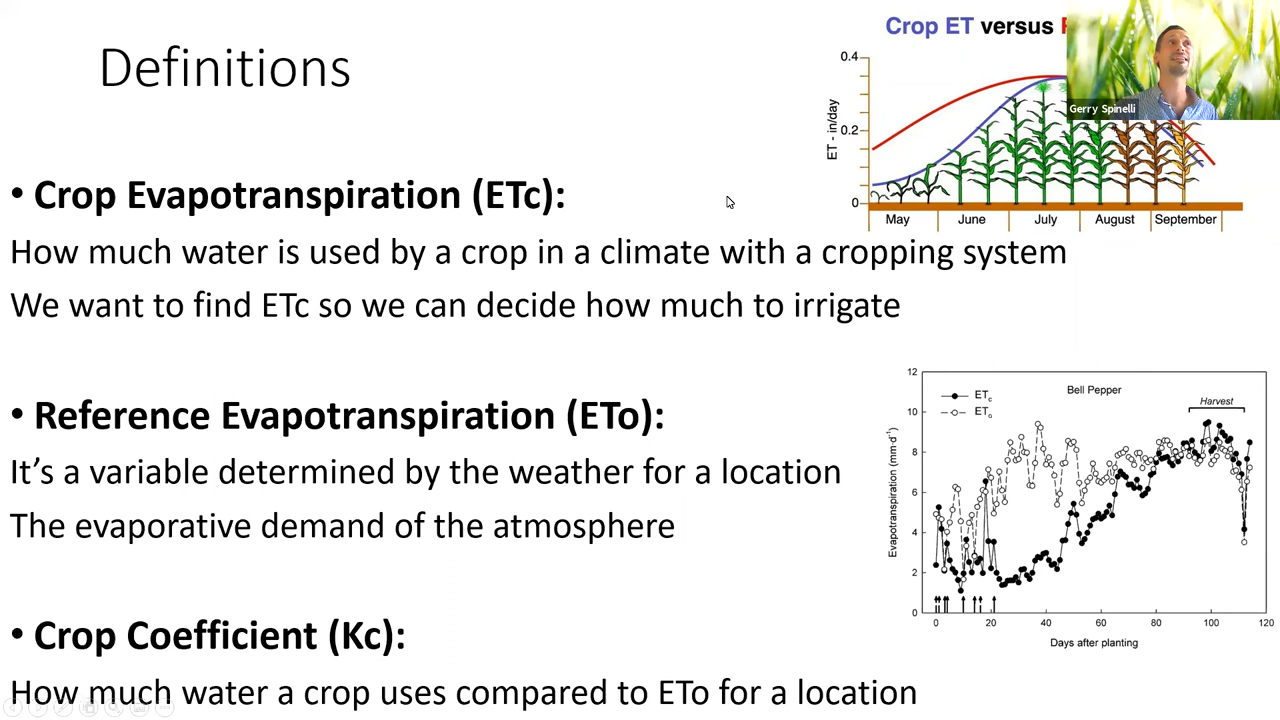 Definitions
Crop ET versus
Gerry Spinelli
0.4
0.2
0
ET - in/day
May June July August September
• Crop Evapotranspiration (ETc):
How much water is used by a crop in a climate with a cropping system
We want to find ETc so we can decide how much to irrigate
• Reference Evapotranspiration (ETo):
It’s a variable determined by the weather for a location
The evaporative demand of the atmosphere
• Crop Coefficient (Kc):
How much water a crop uses compared to ETo for a location
Bell Pepper
ETc
ETo
Harvest
12
10
8
6
4
2
0
Evapotranspiration (mm·d⁻¹)
0 20 40 60 80 100 120
Days after planting